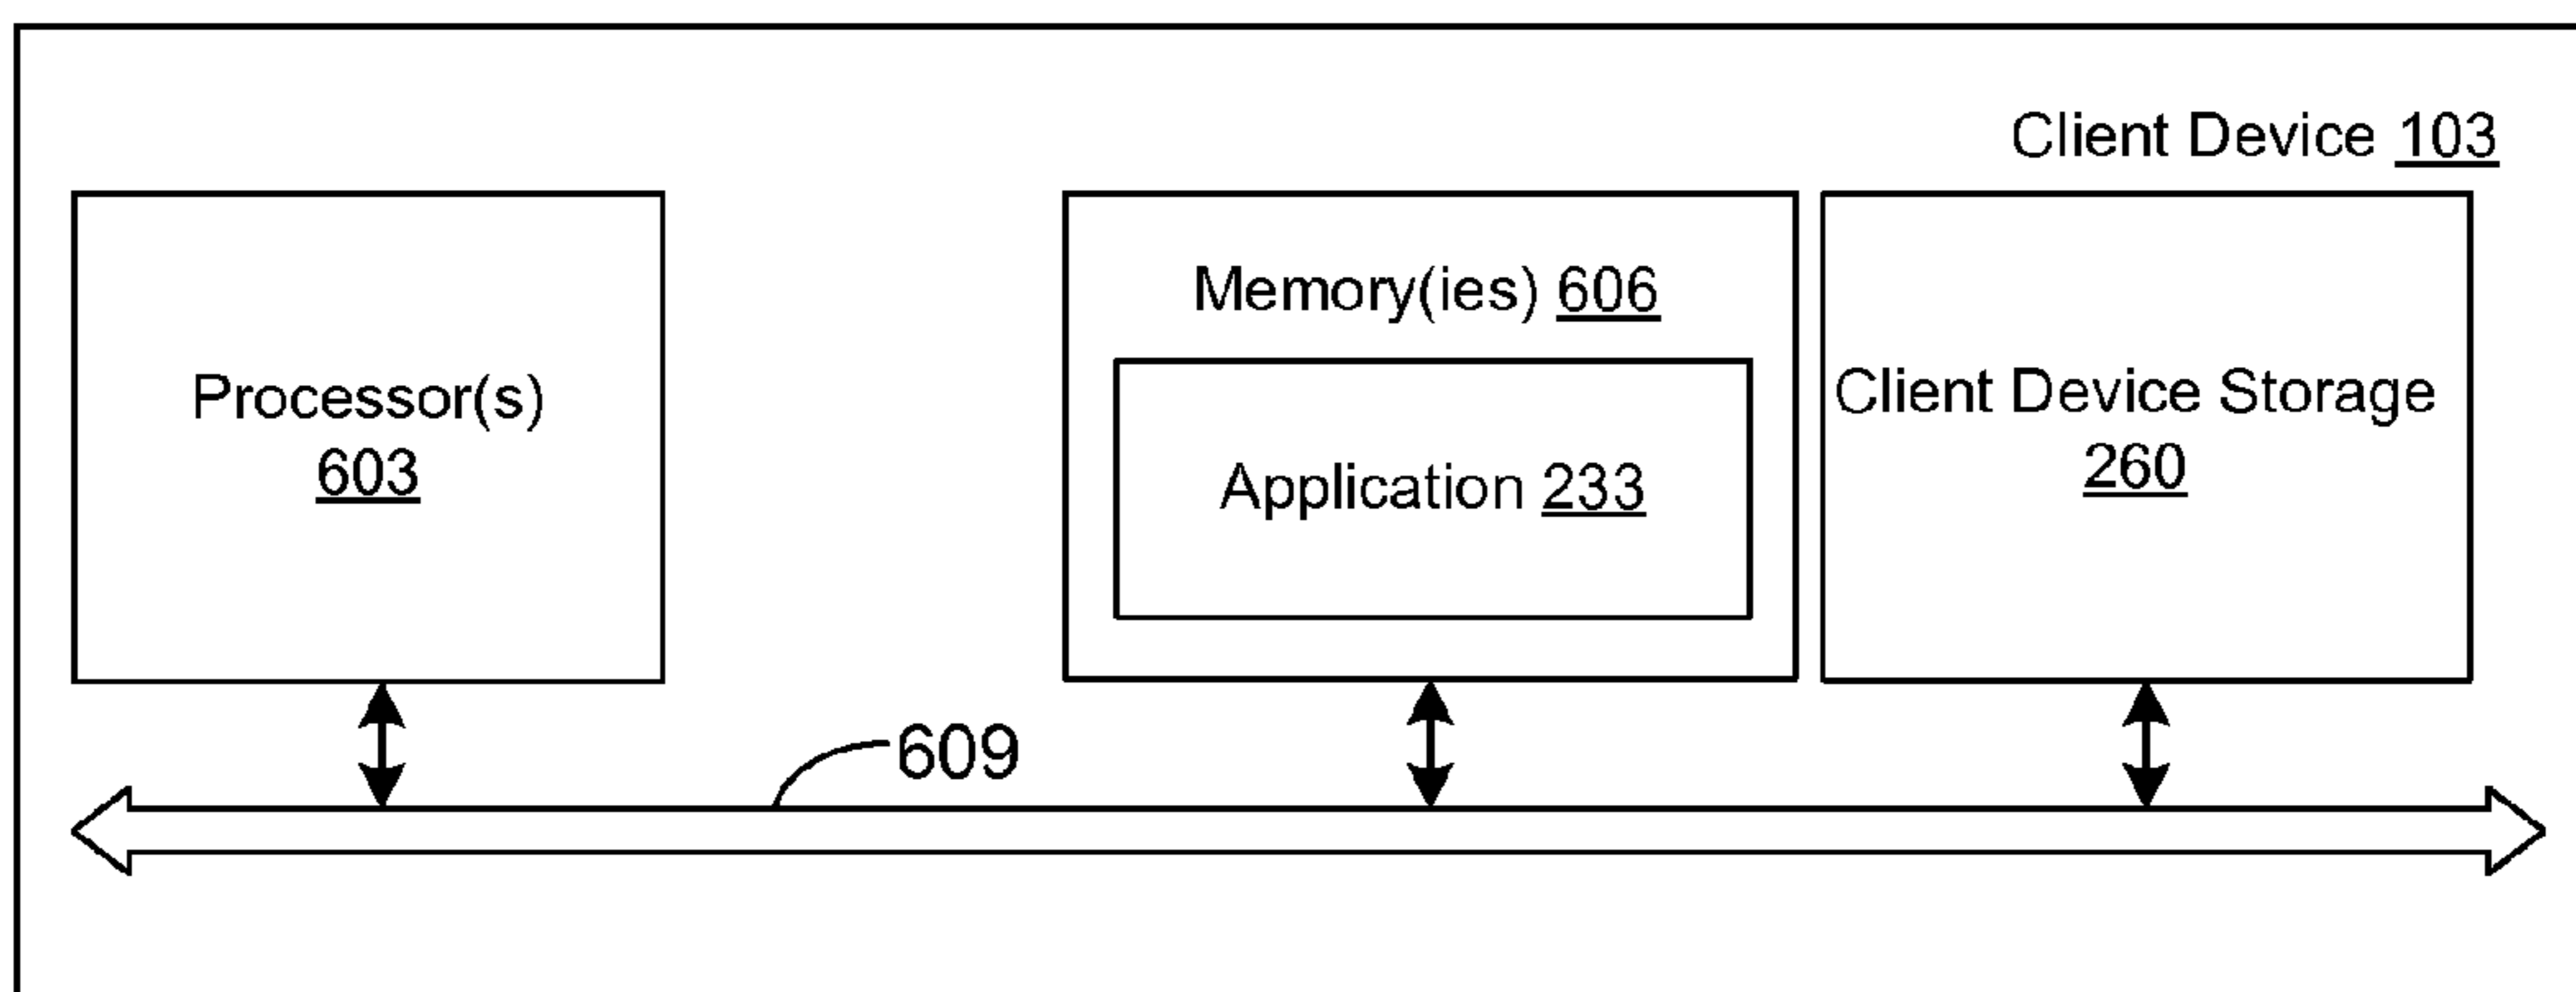 Client Device 103
Processor(s)
603
Memory(ies) 606
Application 233
Client Device Storage
260
609